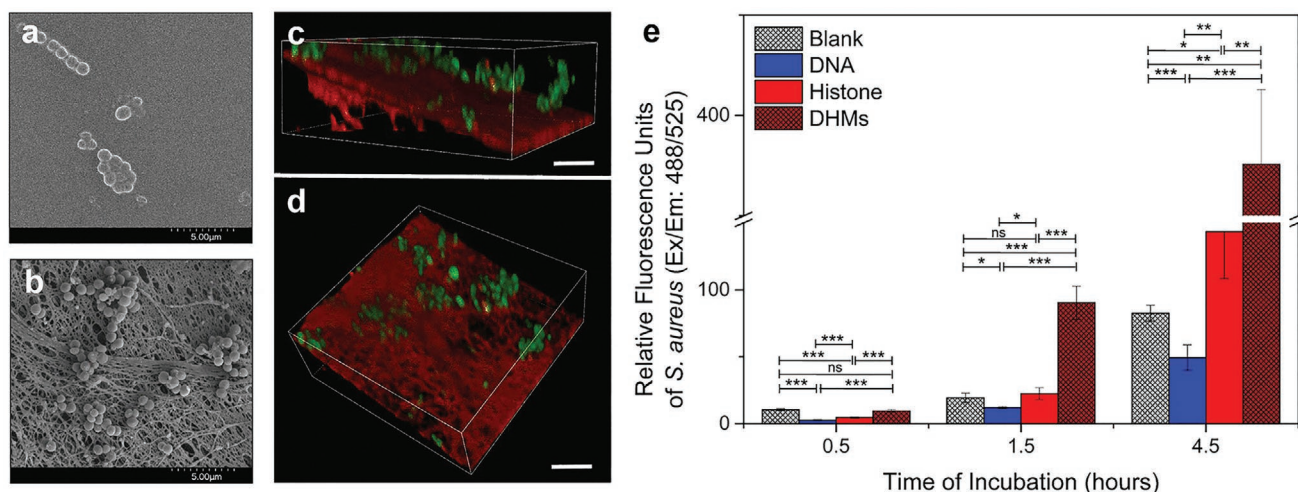 a
5.00µm
b
5.00µm
c
d
e
Blank
DNA
Histone
DHMs
Relative Fluorescence Units
of S. aureus (Ex/Em: 488/525)
400
100
0
***
***
ns
***
***
***
*
ns
***
***
*
***
**
*
**
**
***
***
0.5
1.5
4.5
Time of Incubation (hours)